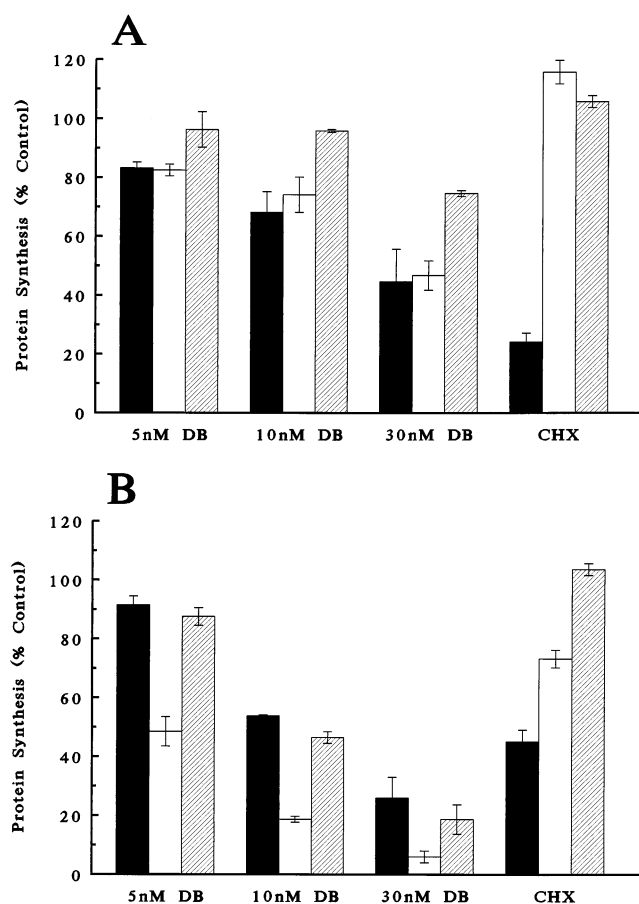 A
Protein Synthesis (% Control)
120
100
80
60
40
20
0
5nM DB 10nM DB 30nM DB CHX
B
Protein Synthesis (% Control)
120
100
80
60
40
20
0
5nM DB 10nM DB 30nM DB CHX